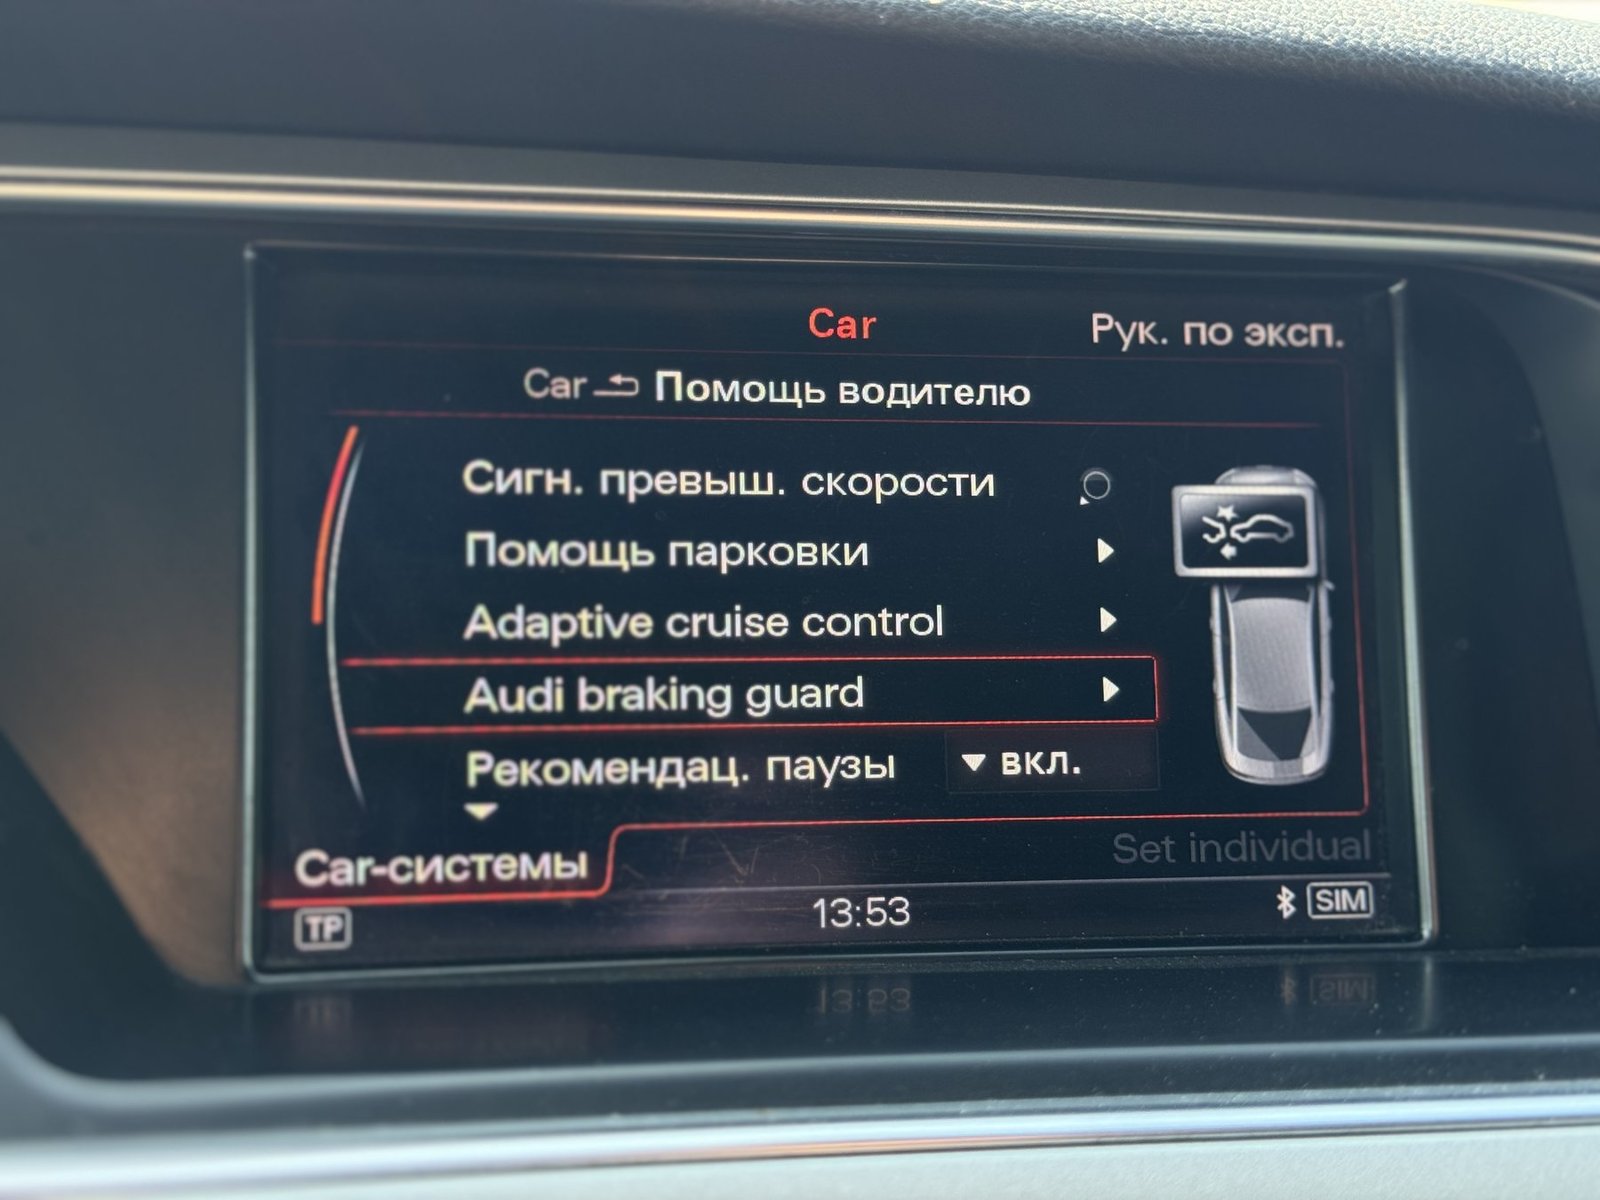 Car
Рук. по эксп.
Car Помощь водителю
Сигн. превыш. скорости
Помощь парковки
Adaptive cruise control
Audi braking guard
Рекомендац. паузы вкл.
Car-системы
Set individual
TP
13:53
SIM